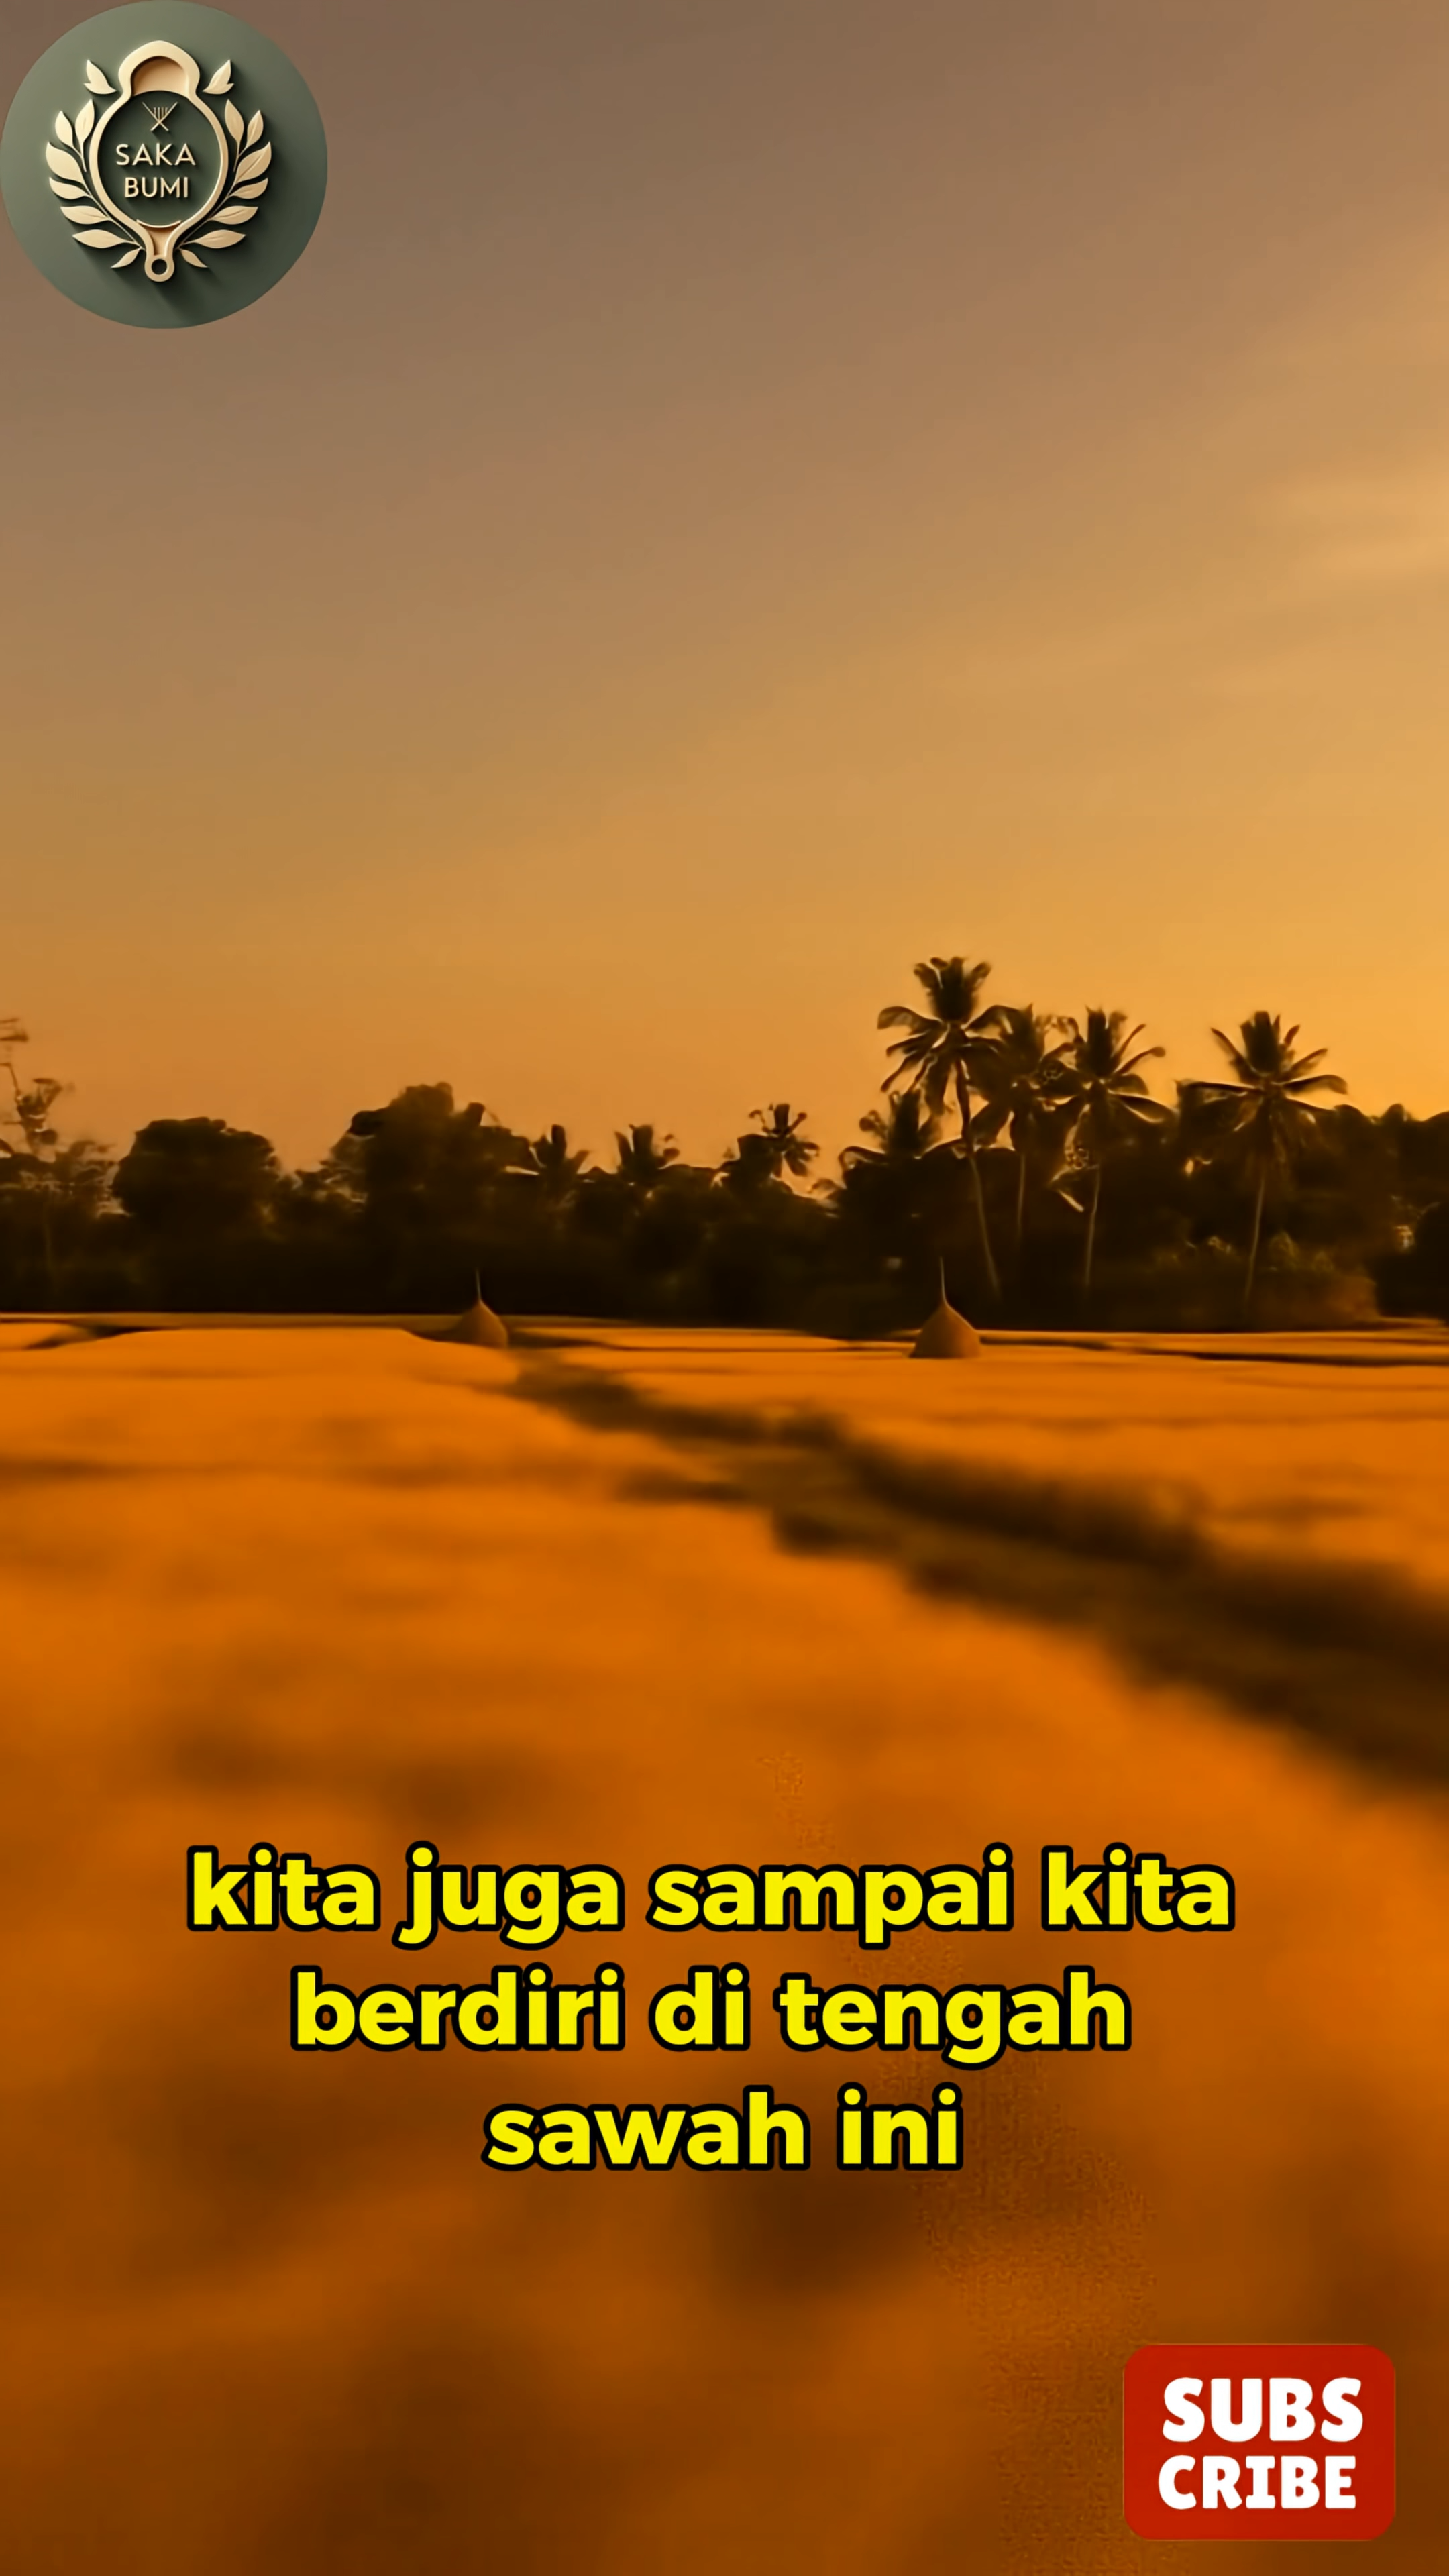 SAKA
BUMI
kita juga sampai kita
berdiri di tengah
sawah ini
SUBS
CRIBE